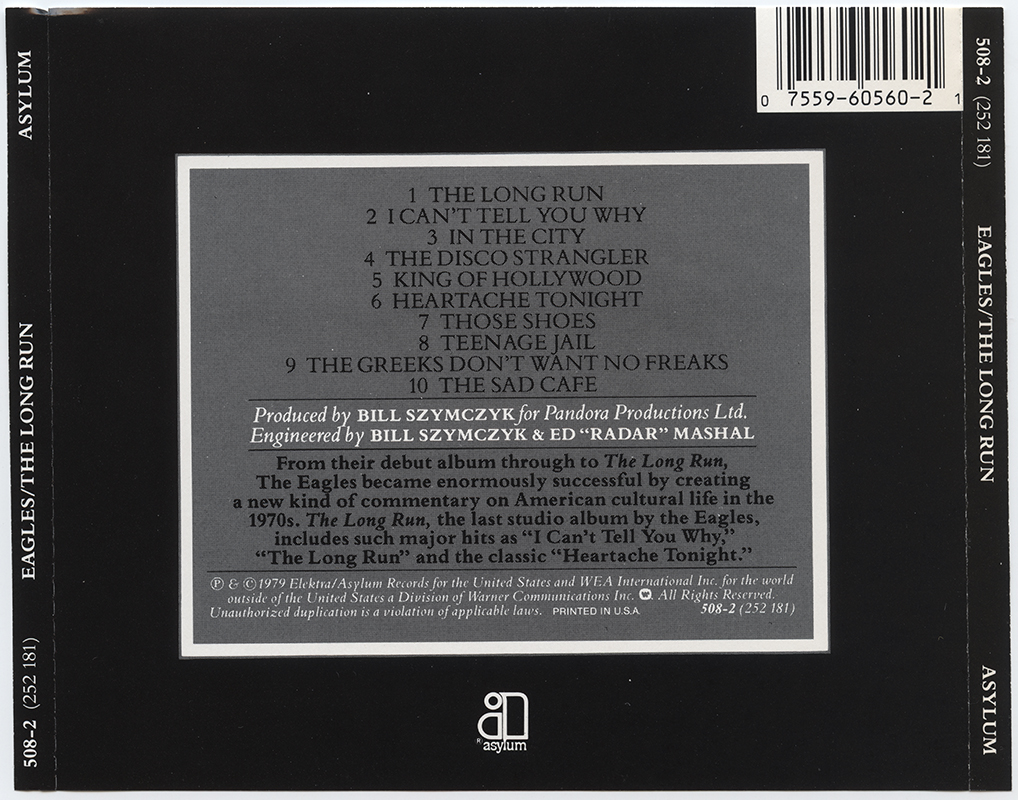 ASYLUM
EAGLES/THE LONG RUN
508-2 (252 181)
0 7559-60560-2 1
1 THE LONG RUN
2 I CAN'T TELL YOU WHY
3 IN THE CITY
4 THE DISCO STRANGLER
5 KING OF HOLLYWOOD
6 HEARTACHE TONIGHT
7 THOSE SHOES
8 TEENAGE JAIL
9 THE GREEKS DON'T WANT NO FREAKS
10 THE SAD CAFE
Produced by BILL SZYMCZYK for Pandora Productions Ltd.
Engineered by BILL SZYMCZYK & ED “RADAR” MASHAL
From their debut album through to The Long Run,
The Eagles became enormously successful by creating
a new kind of commentary on American cultural life in the
1970s. The Long Run, the last studio album by the Eagles,
includes such major hits as “I Can't Tell You Why,”
“The Long Run” and the classic “Heartache Tonight.”
℗ & ©1979 Elektra/Asylum Records for the United States and WEA International Inc. for the world
outside of the United States a Division of Warner Communications Inc. All Rights Reserved.
Unauthorized duplication is a violation of applicable laws. PRINTED IN U.S.A. 508-2 (252 181)
® asylum
508-2 (252 181)
EAGLES/THE LONG RUN
ASYLUM